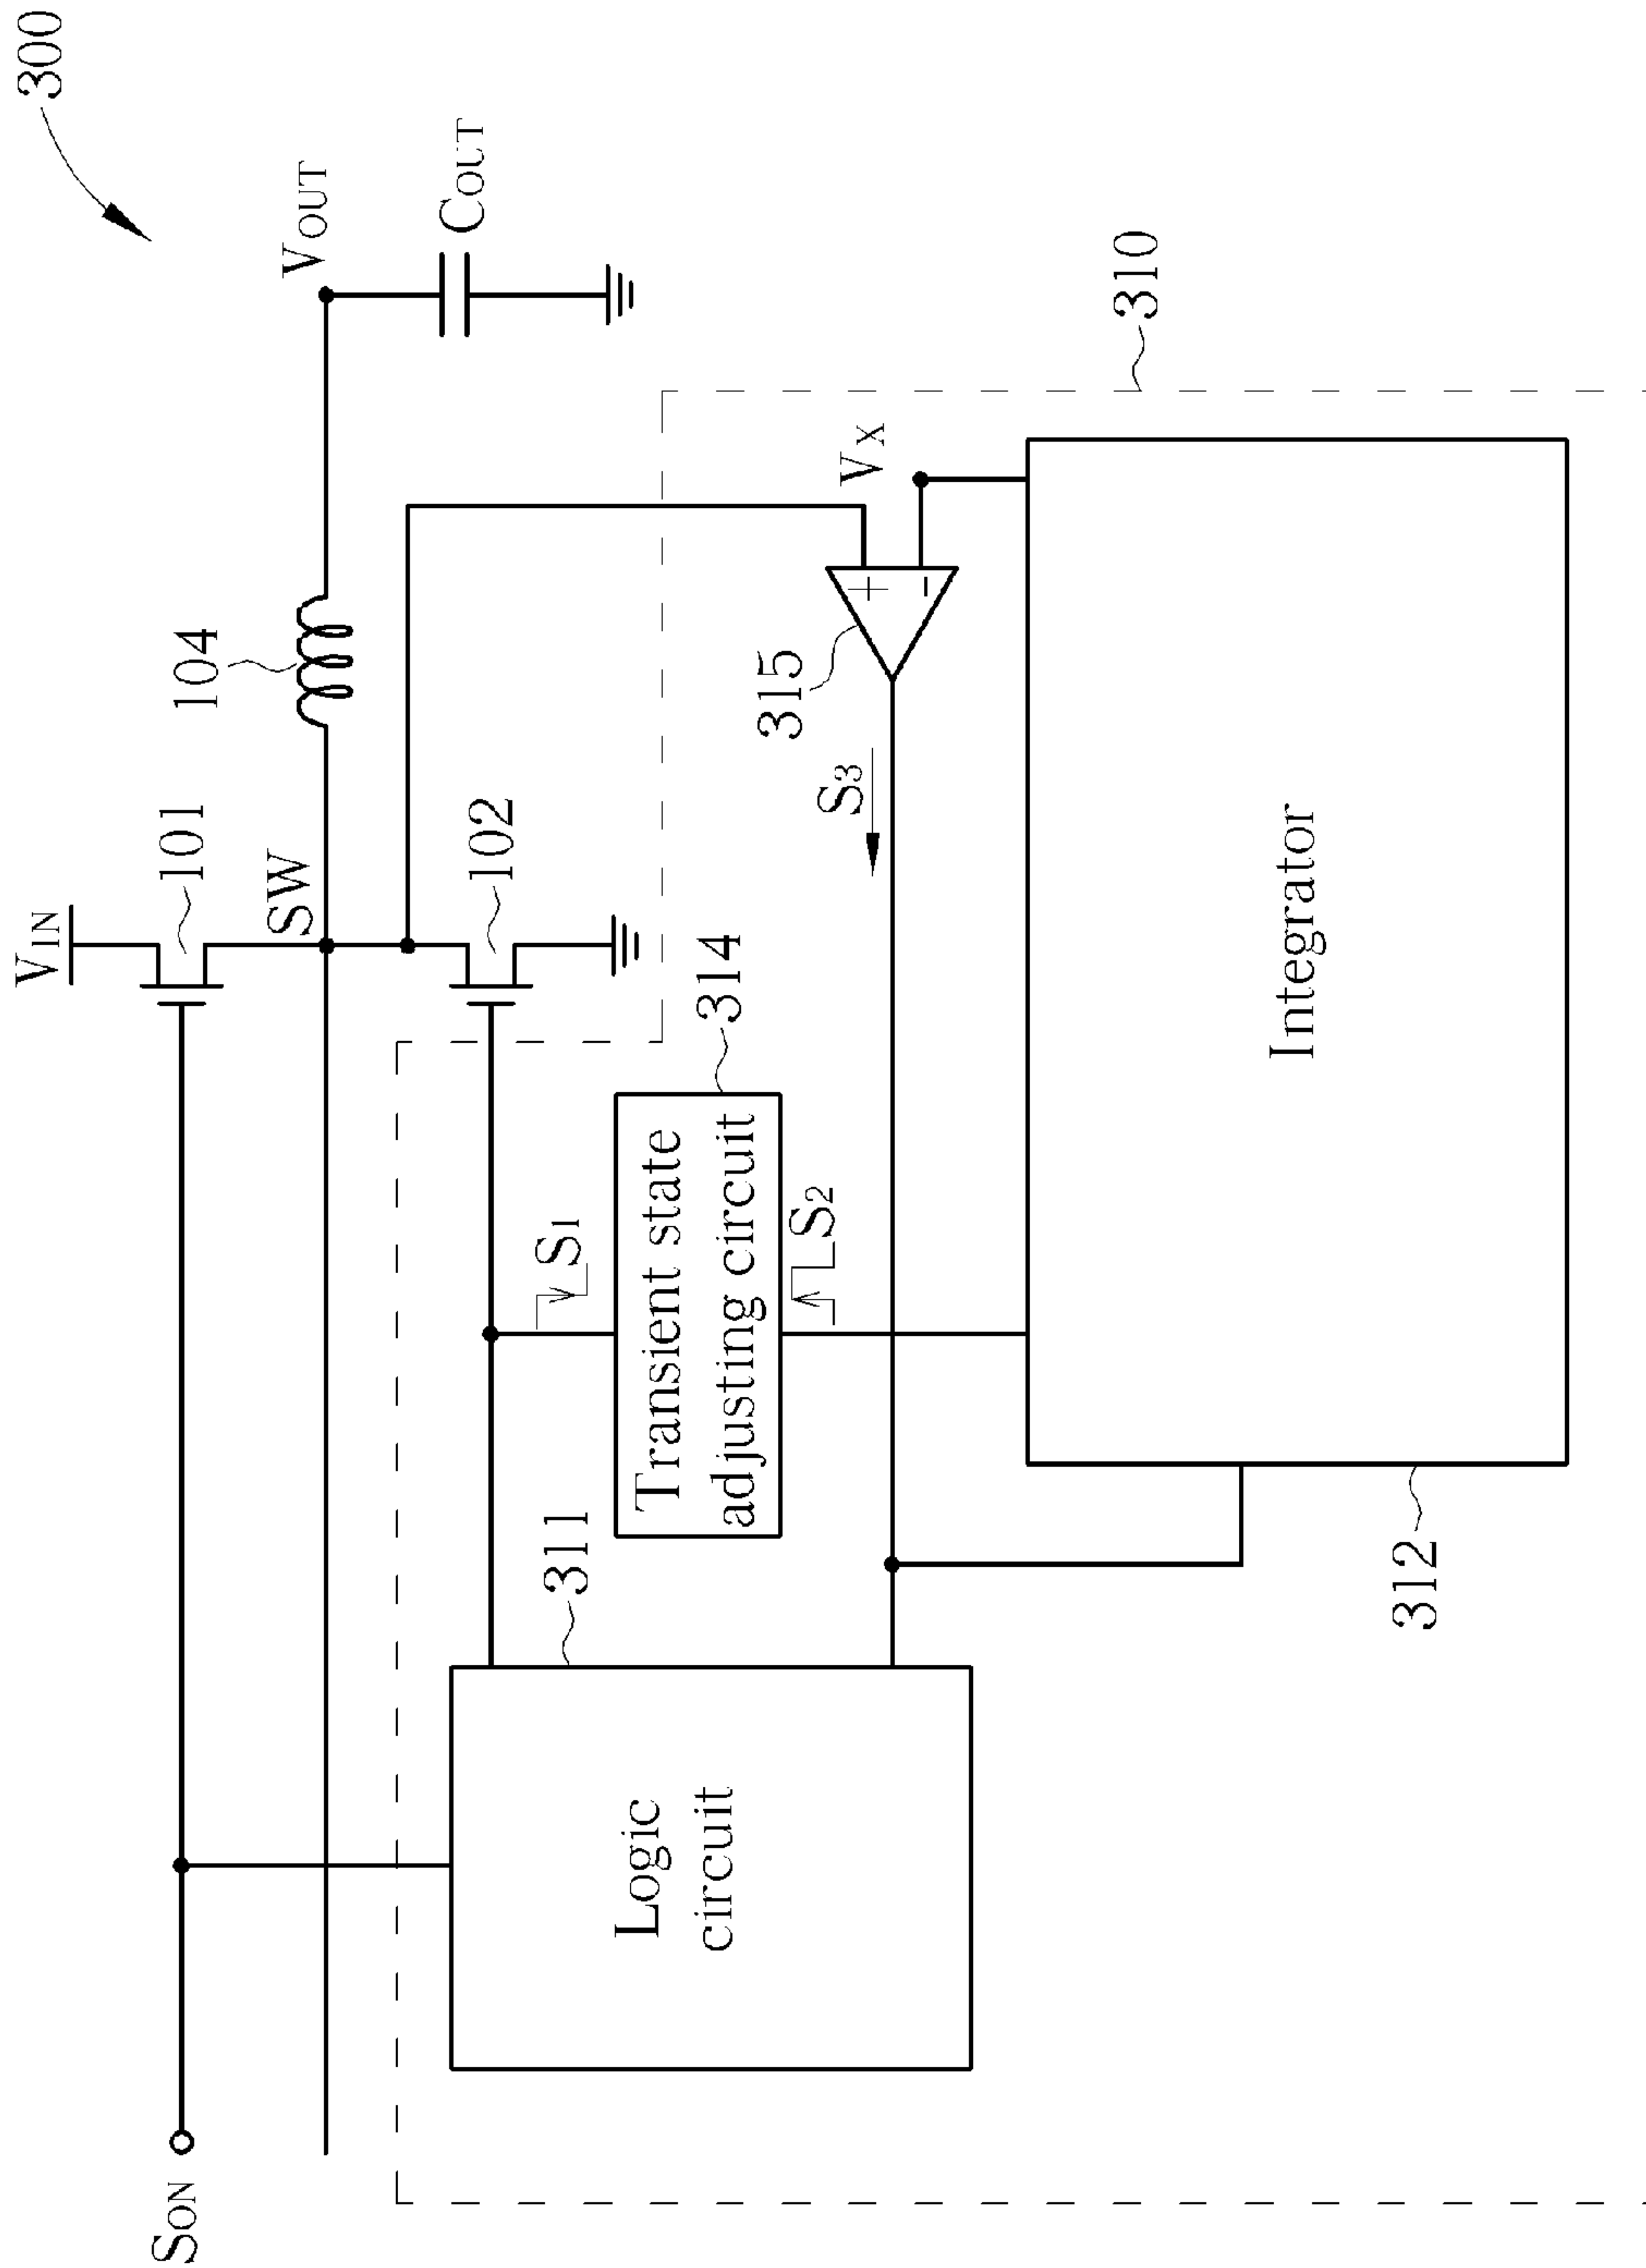 300
VIN
101
104
VOUT
SW
COUT
102
SON
311
S1
314
Transient state
adjusting circuit
S2
Logic
circuit
315
S3
VX
+
-
310
312
Integrator